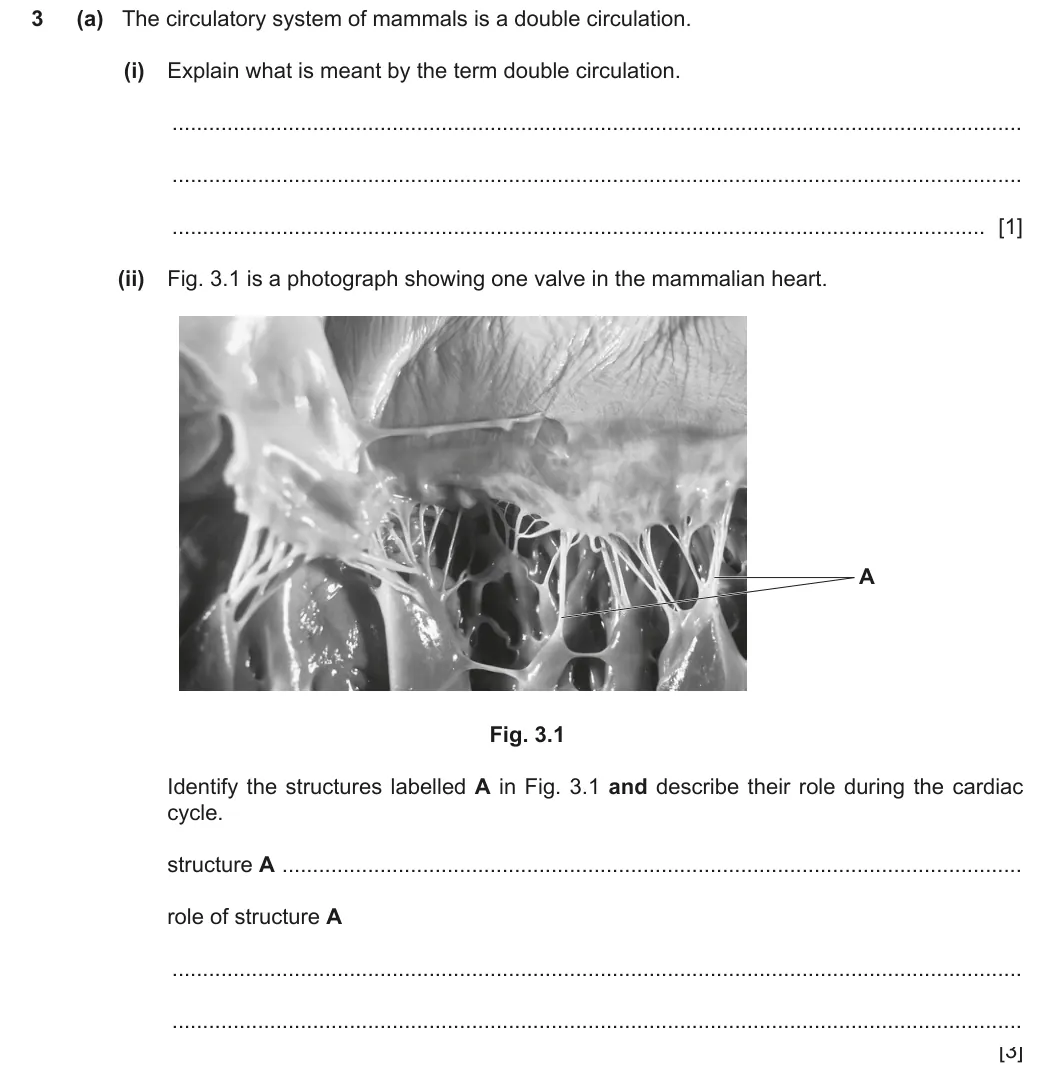 3 (a) The circulatory system of mammals is a double circulation.
(i) Explain what is meant by the term double circulation.
..........................................................................................................................................
..........................................................................................................................................
.................................................................................................................................... [1]
(ii) Fig. 3.1 is a photograph showing one valve in the mammalian heart.
A
Fig. 3.1
Identify the structures labelled A in Fig. 3.1 and describe their role during the cardiac
cycle.
structure A ........................................................................................................................
role of structure A
..........................................................................................................................................
..........................................................................................................................................
[3]